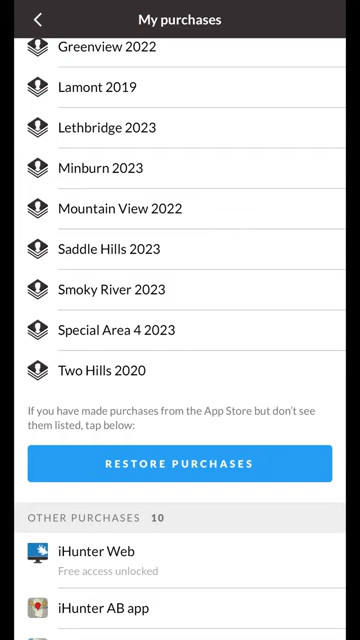 My purchases
Greenview 2022
Lamont 2019
Lethbridge 2023
Minburn 2023
Mountain View 2022
Saddle Hills 2023
Smoky River 2023
Special Area 4 2023
Two Hills 2020
If you have made purchases from the App Store but don't see
them listed, tap below:
RESTORE PURCHASES
OTHER PURCHASES 10
iHunter Web
Free access unlocked
iHunter AB app